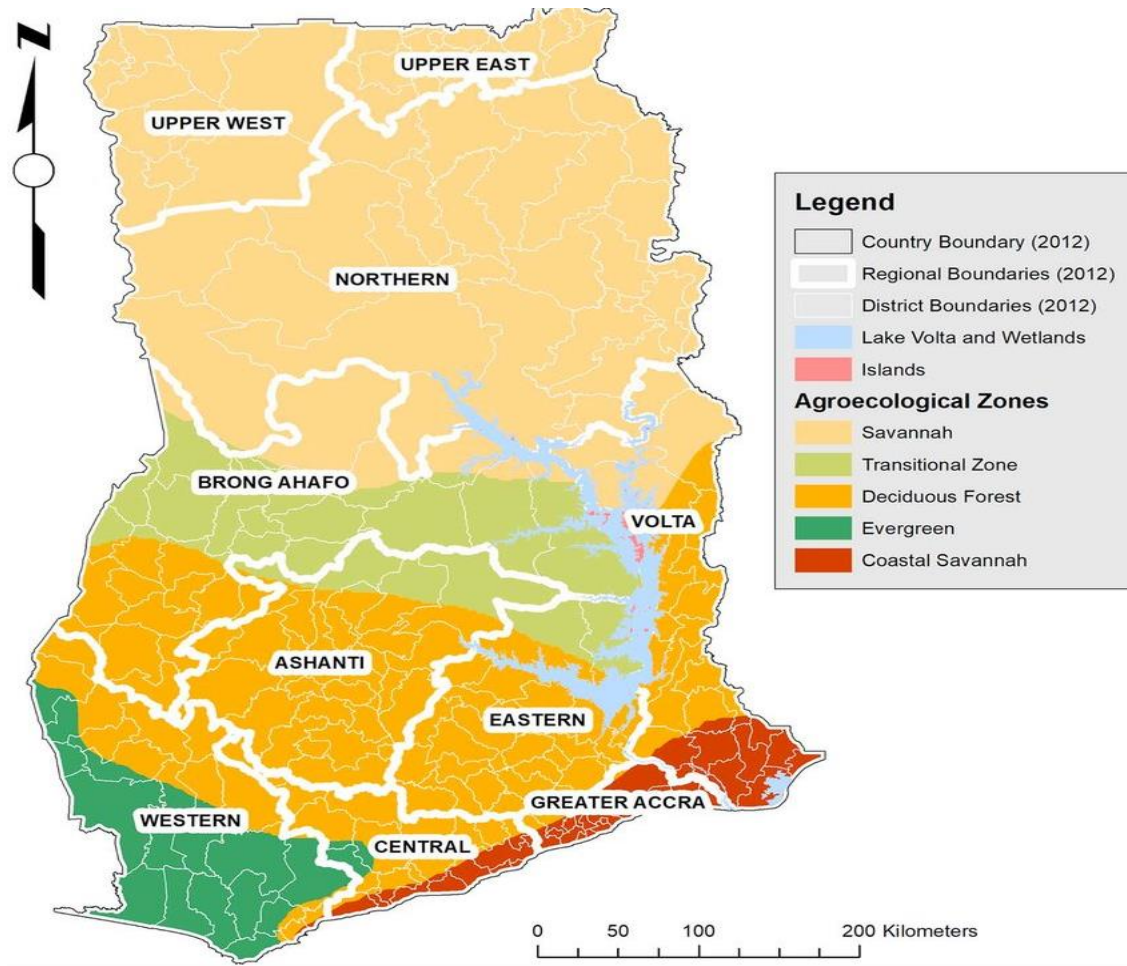 N
UPPER EAST
UPPER WEST
NORTHERN
BRONG AHAFO
VOLTA
ASHANTI
EASTERN
GREATER ACCRA
WESTERN
CENTRAL
Legend
Country Boundary (2012)
Regional Boundaries (2012)
District Boundaries (2012)
Lake Volta and Wetlands
Islands
Agroecological Zones
Savannah
Transitional Zone
Deciduous Forest
Evergreen
Coastal Savannah
0 50 100 200 Kilometers